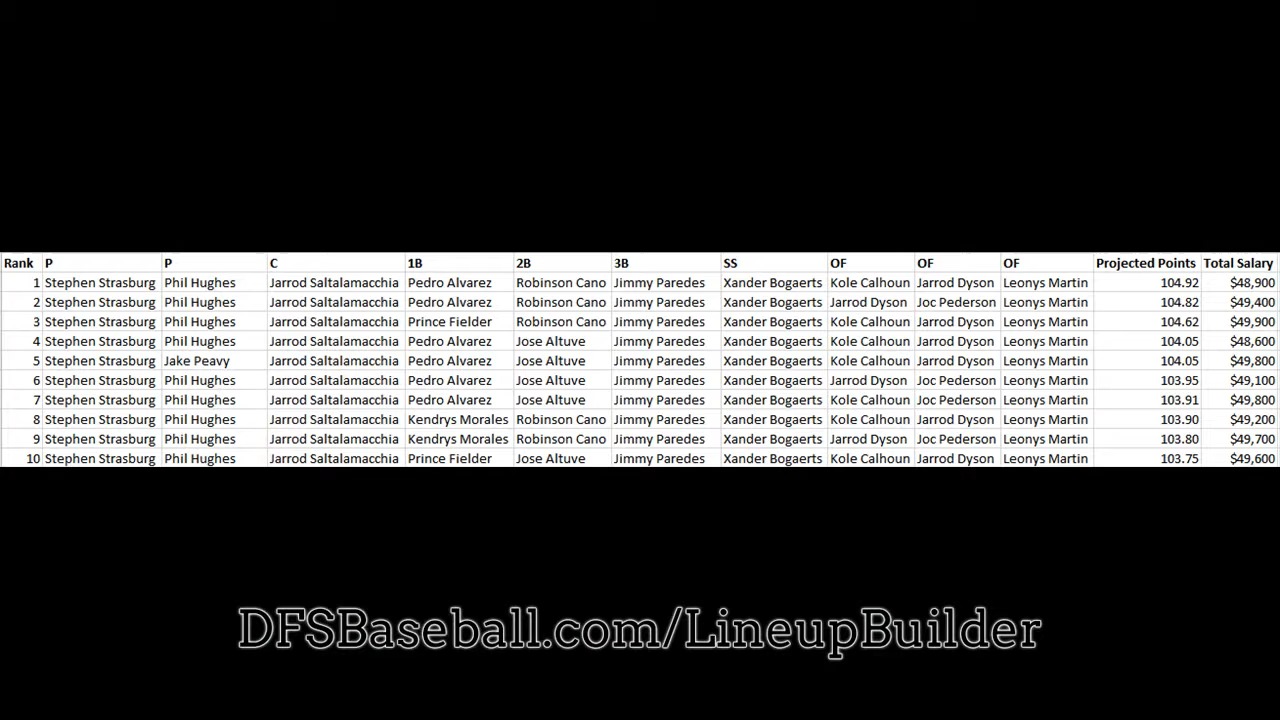 Rank P P C 1B 2B 3B SS OF OF OF Projected Points Total Salary
1 Stephen Strasburg Phil Hughes Jarrod Saltalamacchia Pedro Alvarez Robinson Cano Jimmy Paredes Xander Bogaerts Kole Calhoun Jarrod Dyson Leonys Martin 104.92 $48,900
2 Stephen Strasburg Phil Hughes Jarrod Saltalamacchia Pedro Alvarez Robinson Cano Jimmy Paredes Xander Bogaerts Jarrod Dyson Joc Pederson Leonys Martin 104.82 $49,400
3 Stephen Strasburg Phil Hughes Jarrod Saltalamacchia Prince Fielder Robinson Cano Jimmy Paredes Xander Bogaerts Kole Calhoun Jarrod Dyson Leonys Martin 104.62 $49,900
4 Stephen Strasburg Phil Hughes Jarrod Saltalamacchia Pedro Alvarez Jose Altuve Jimmy Paredes Xander Bogaerts Kole Calhoun Jarrod Dyson Leonys Martin 104.05 $48,600
5 Stephen Strasburg Jake Peavy Jarrod Saltalamacchia Pedro Alvarez Jose Altuve Jimmy Paredes Xander Bogaerts Kole Calhoun Jarrod Dyson Leonys Martin 104.05 $49,800
6 Stephen Strasburg Phil Hughes Jarrod Saltalamacchia Pedro Alvarez Jose Altuve Jimmy Paredes Xander Bogaerts Jarrod Dyson Joc Pederson Leonys Martin 103.95 $49,100
7 Stephen Strasburg Phil Hughes Jarrod Saltalamacchia Pedro Alvarez Jose Altuve Jimmy Paredes Xander Bogaerts Kole Calhoun Joc Pederson Leonys Martin 103.91 $49,800
8 Stephen Strasburg Phil Hughes Jarrod Saltalamacchia Kendrys Morales Robinson Cano Jimmy Paredes Xander Bogaerts Kole Calhoun Jarrod Dyson Leonys Martin 103.90 $49,200
9 Stephen Strasburg Phil Hughes Jarrod Saltalamacchia Kendrys Morales Robinson Cano Jimmy Paredes Xander Bogaerts Jarrod Dyson Joc Pederson Leonys Martin 103.80 $49,700
10 Stephen Strasburg Phil Hughes Jarrod Saltalamacchia Prince Fielder Jose Altuve Jimmy Paredes Xander Bogaerts Kole Calhoun Jarrod Dyson Leonys Martin 103.75 $49,600
DFSBaseball.com/LineupBuilder